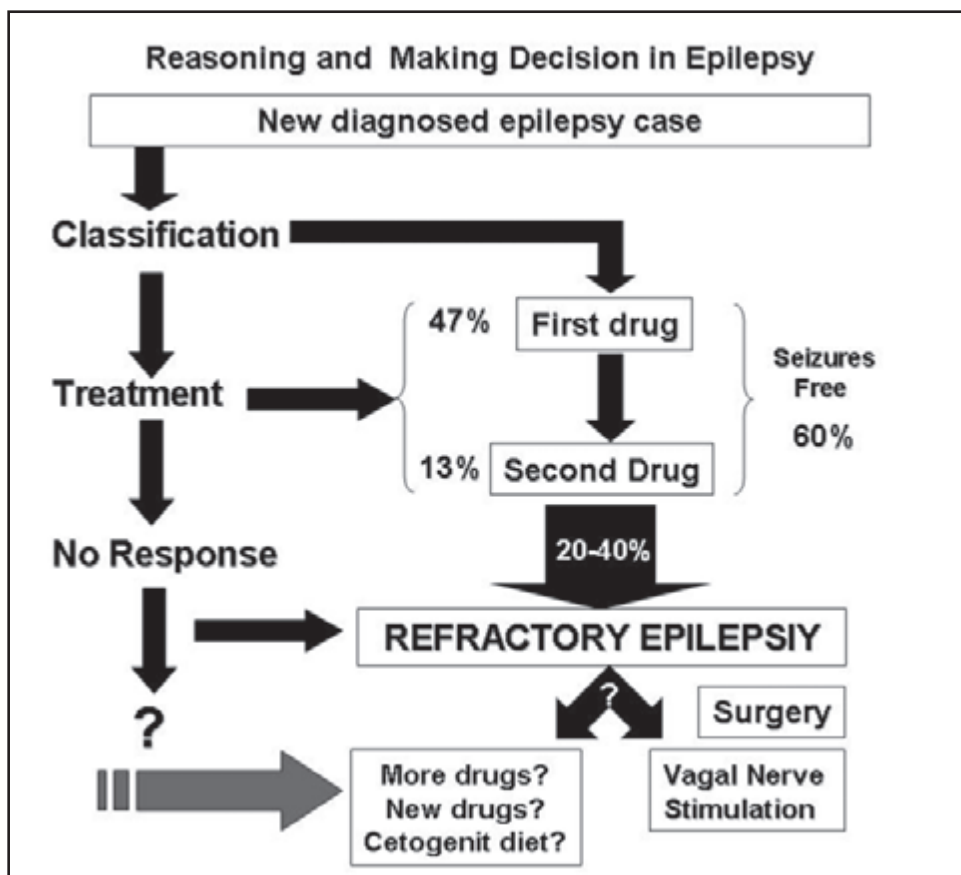 Reasoning and Making Decision in Epilepsy
New diagnosed epilepsy case
Classification
47%
First drug
Treatment
Seizures
Free
60%
13%
Second Drug
No Response
20-40%
REFRACTORY EPILEPSIY
?
?
Surgery
More drugs?
New drugs?
Cetogenit diet?
Vagal Nerve
Stimulation